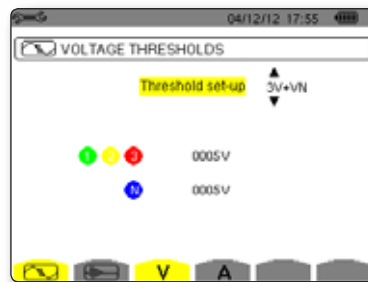 04/12/12 17:55
VOLTAGE THRESHOLDS
Threshold set-up 3V+VN
1 2 3 0005V
N 0005V
V A